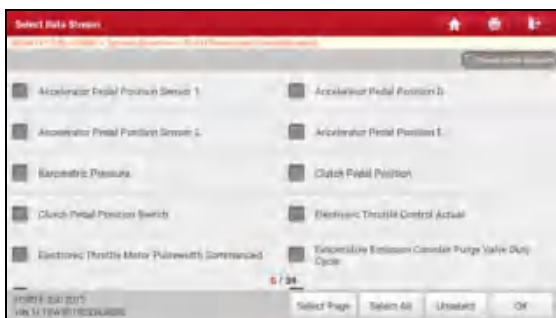 Select Data Stream
Accelerator Pedal Position Sensor 1
Accelerator Pedal Position D
Accelerator Pedal Position Sensor 2
Accelerator Pedal Position E
Barometric Pressure
Clutch Pedal Position
Clutch Pedal Position Switch
Electronic Throttle Control Actual
Electronic Throttle Motor Pulsewidth Commanded
Evaporative Emission Canister Purge Valve Duty
Cycle
0 / 34
Select Page
Select All
Unselect
OK